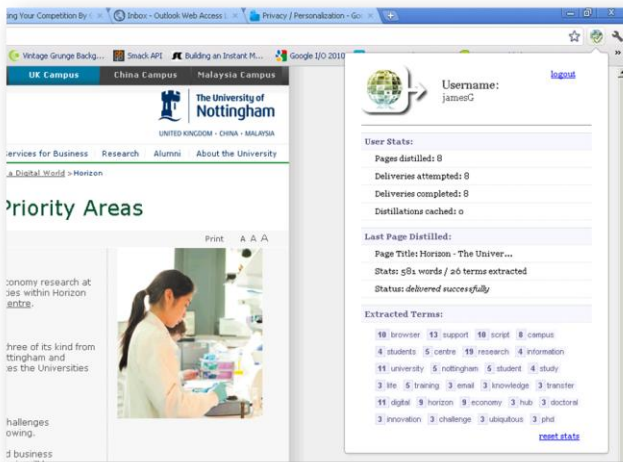 ing Your Competition By Inbox - Outlook Web Access L Privacy / Personalization - Go
Vintage Grunge Backg... Smack API Building an Instant M... Google I/O 2010
UK Campus China Campus Malaysia Campus
The University of
Nottingham
UNITED KINGDOM · CHINA · MALAYSIA
ervices for Business Research Alumni About the University
a Digital World > Horizon
Priority Areas
Print A A A
conomy research at
ies within Horizon
entre.
three of its kind from
ttingham and
tes the Universities
hallenges
owing.
d business
logout
Username:
jamesG
User Stats:
Pages distilled: 8
Deliveries attempted: 8
Deliveries completed: 8
Distillations cached: 0
Last Page Distilled:
Page Title: Horizon - The Univer...
Stats: 581 words / 26 terms extracted
Status: delivered successfully
Extracted Terms:
10 browser 13 support 10 script 8 campus
4 students 5 centre 19 research 4 information
11 university 5 nottingham 5 student 4 study
3 life 5 training 3 email 3 knowledge 3 transfer
11 digital 9 horizon 9 economy 3 hub 3 doctoral
3 innovation 3 challenge 3 ubiquitous 3 phd
reset stats